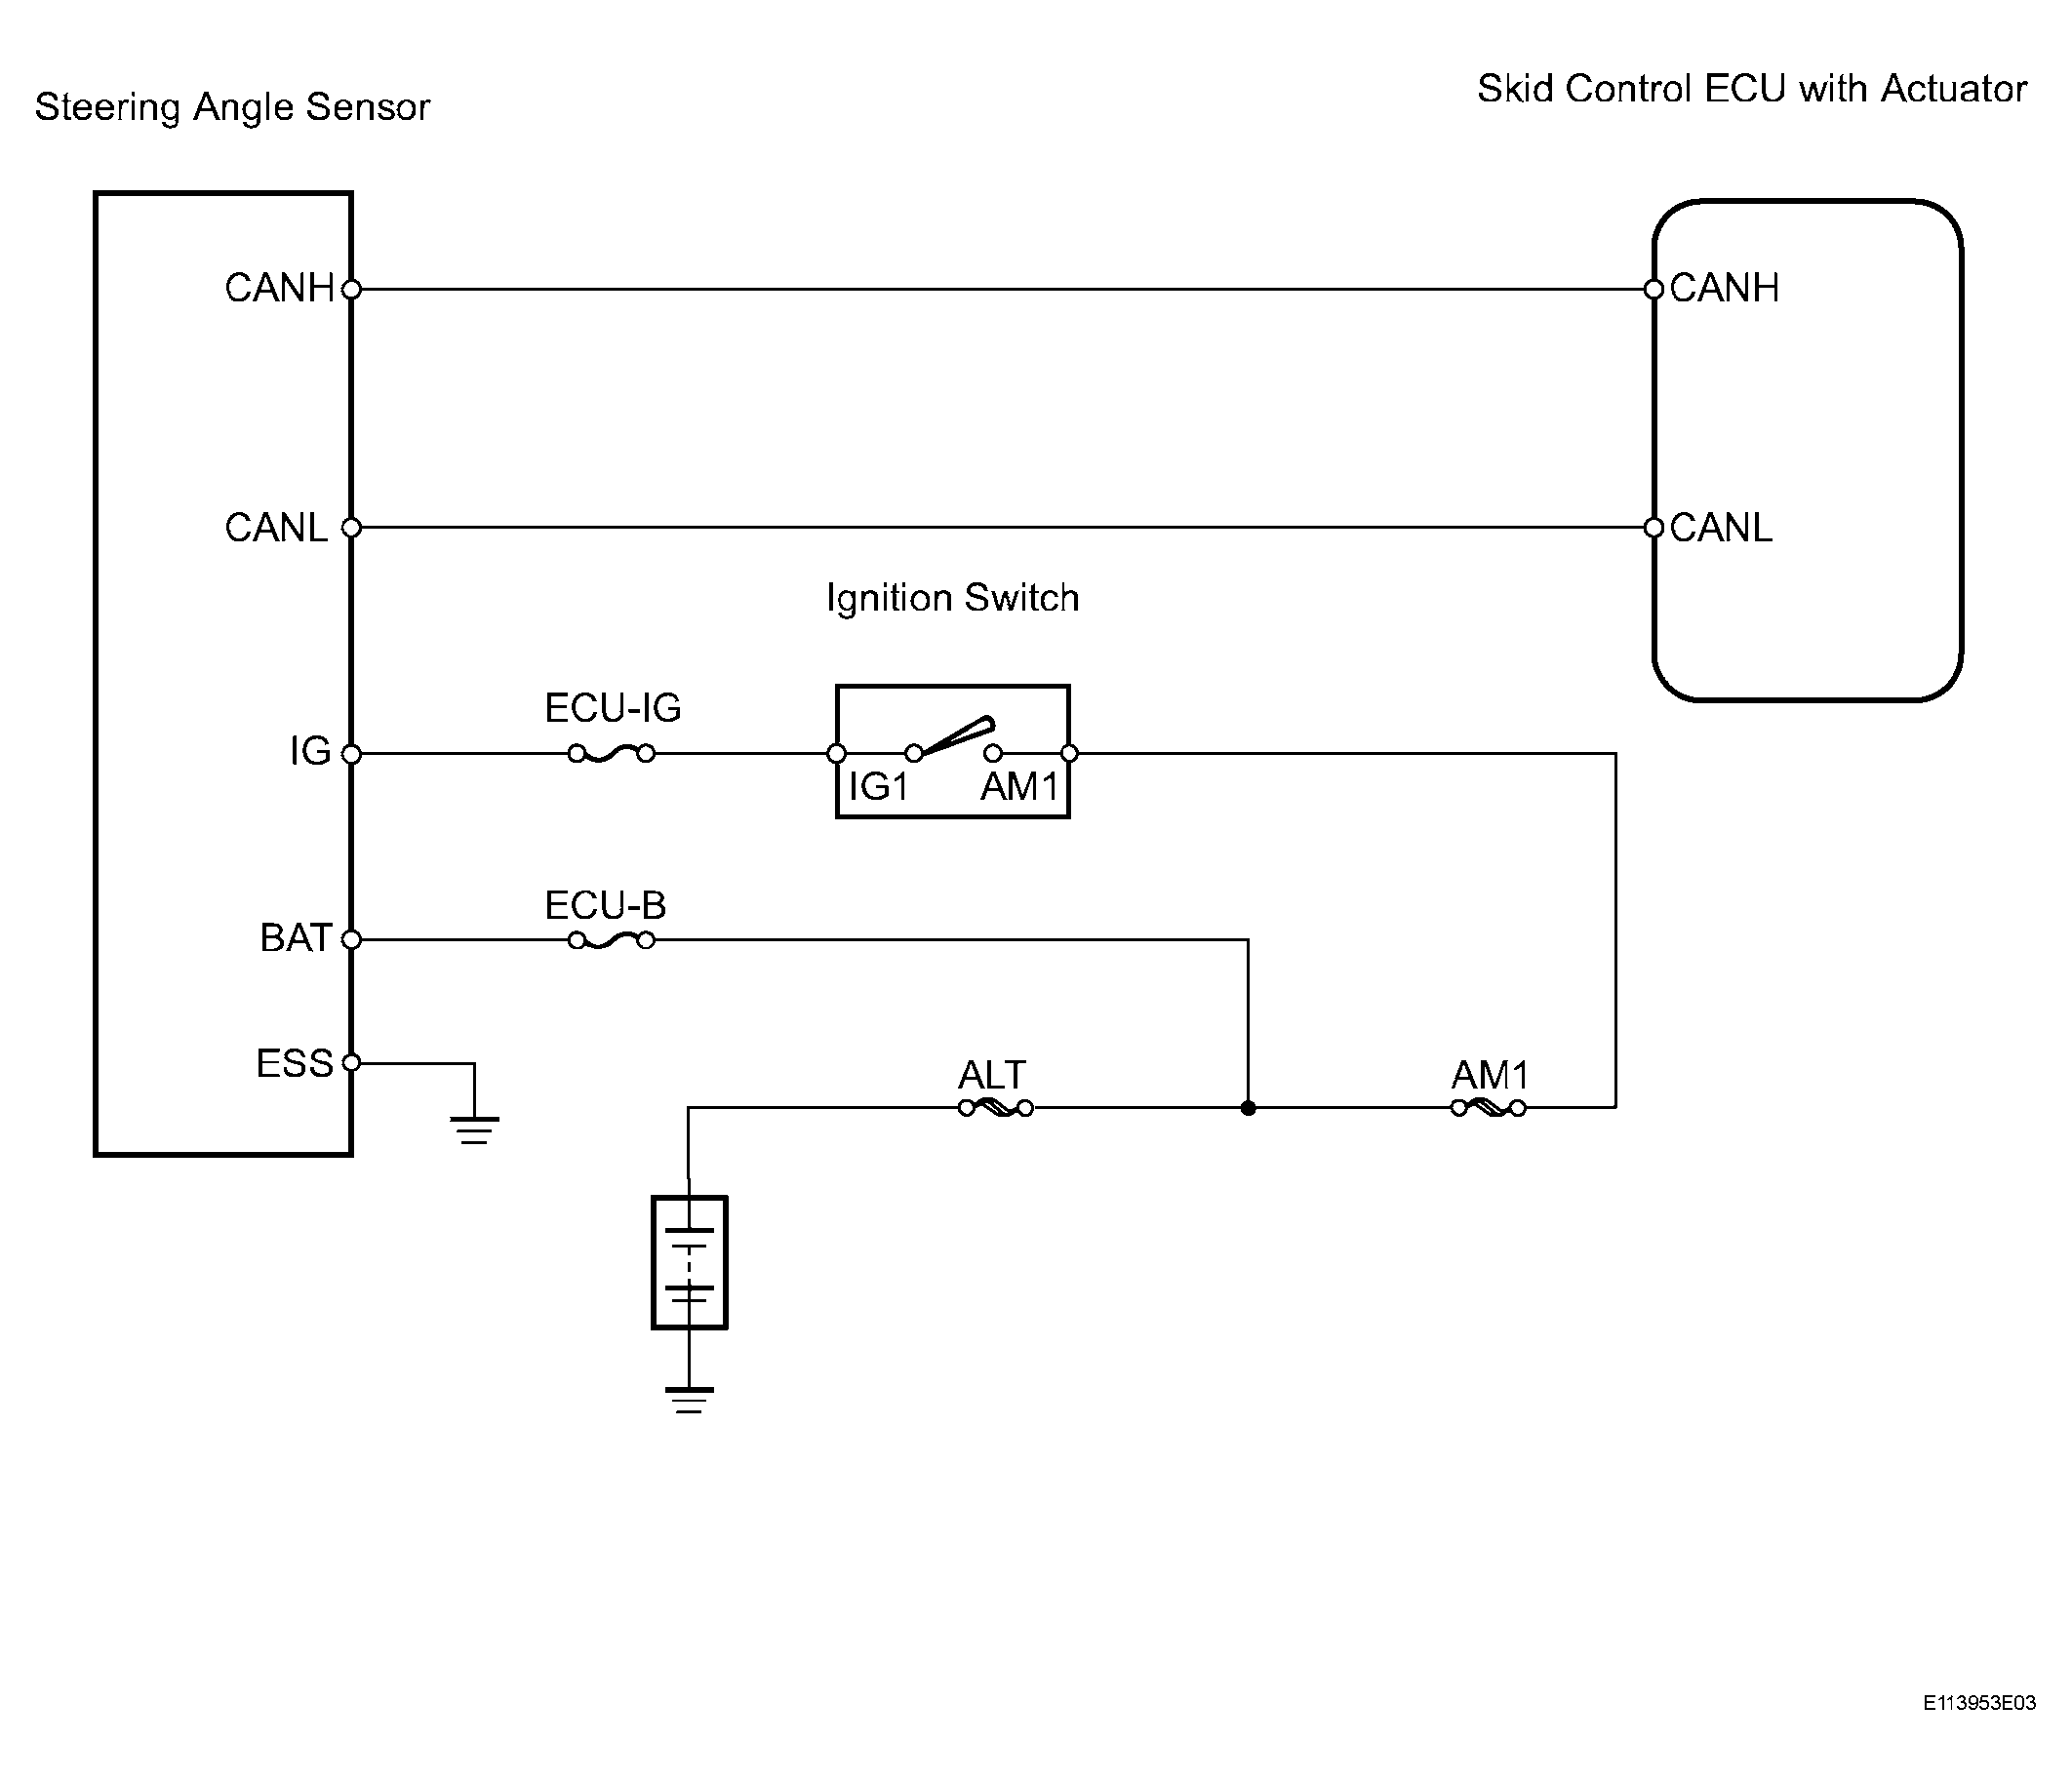 Steering Angle Sensor
Skid Control ECU with Actuator
CANH
CANH
CANL
CANL
Ignition Switch
ECU-IG
IG
IG1
AM1
ECU-B
BAT
ESS
ALT
AM1
E113953E03